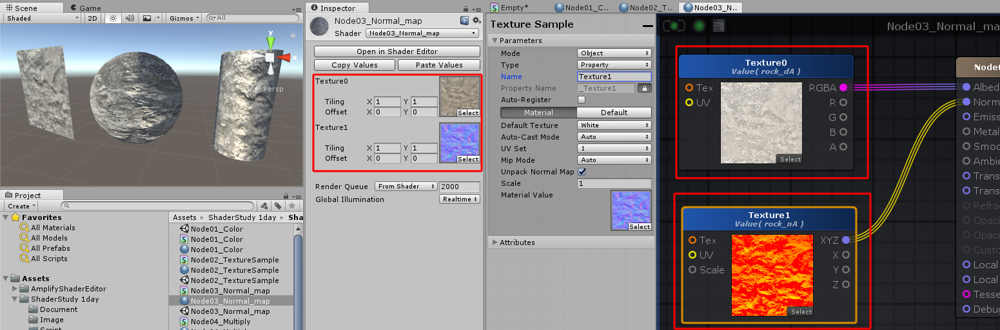 Scene
Game
Shaded
2D
Gizmos
All
y
x
Persp
Project
Create
Favorites
All Materials
All Models
All Prefabs
All Scripts
Assets
AmplifyShaderEditor
ShaderStudy 1day
Document
Image
Script
Assets ShaderStudy 1day Sha
Node01_Color
Node01_Color
Node01_Color
Node02_TextureSample
Node02_TextureSample
Node02_TextureSample
Node03_Normal_map
Node03_Normal_map
Node03_Normal_map
Node04_Multiply
Inspector
Node03_Normal_map
Shader Node03_Normal_map
Open in Shader Editor
Copy Values Paste Values
Texture0
Tiling X 1 Y 1
Offset X 0 Y 0
Select
Texture1
Tiling X 1 Y 1
Offset X 0 Y 0
Select
Render Queue From Shader 2000
Global Illumination Realtime
Empty* Node01_C.. Node02_T.. Node03_N..
Texture Sample
Parameters
Mode Object
Type Property
Name Texture1
Property Name _Texture1
Auto-Register
Material Default
Default Texture White
Auto-Cast Mode Auto
UV Set 1
Mip Mode Auto
Unpack Normal Map
Scale 1
Material Value
Select
Attributes
Node03_Normal_ma
Texture0
Value( rock_dA )
Tex
UV
RGBA
R
G
B
A
Select
Texture1
Value( rock_nA )
Tex
UV
Scale
XYZ
X
Y
Z
Select
Node0
Albed
Norm
Emiss
Metal
Smoo
Ambie
Trans
Trans
Refra
Opaci
Opaci
Custo
Local
Local
Tesse
Debug